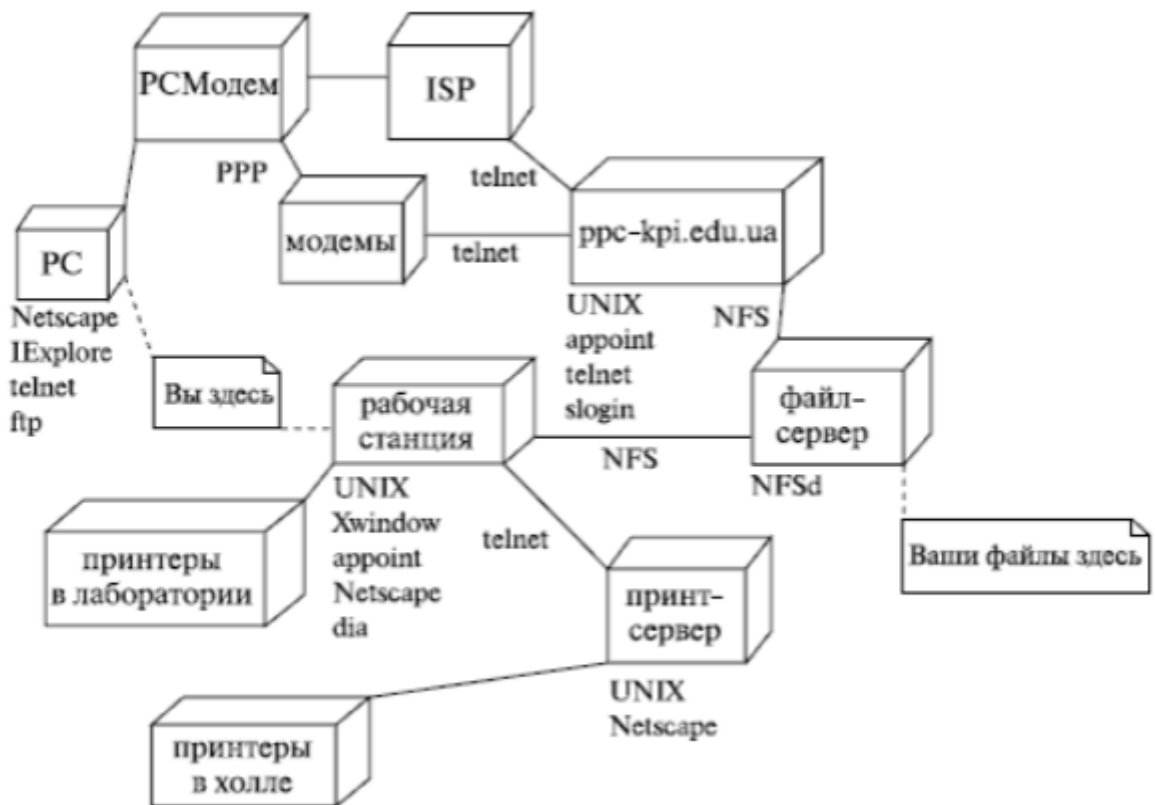 PCМодем
ISP
PPP
telnet
модемы
telnet
ppc-kpi.edu.ua
PC
Netscape
IExplore
telnet
ftp
UNIX
appoint
telnet
slogin
NFS
Вы здесь
рабочая
станция
файл-
сервер
NFS
NFSd
UNIX
Xwindow
appoint
Netscape
dia
telnet
принтеры
в лаборатории
Ваши файлы здесь
принт-
сервер
UNIX
Netscape
принтеры
в холле